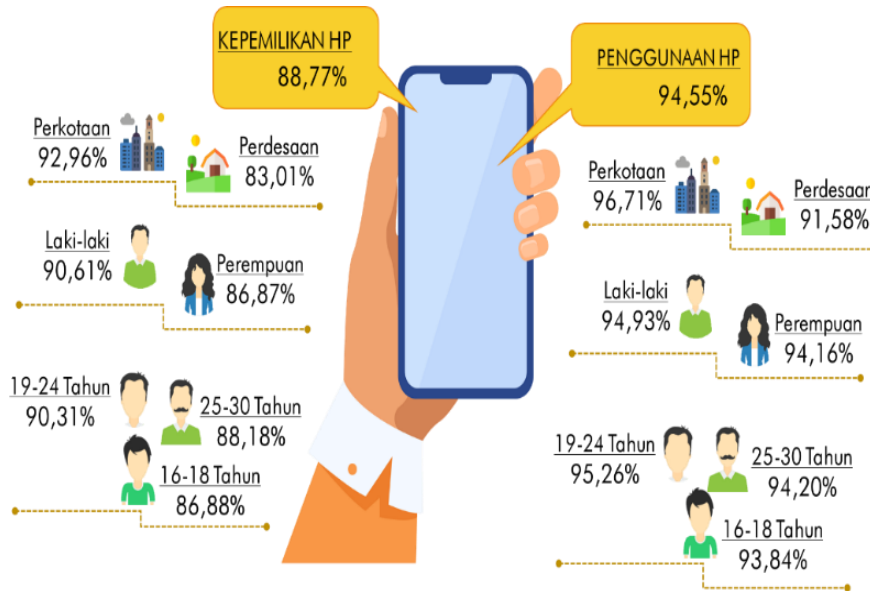 KEPEMILIKAN HP
88,77%
Perkotaan
92,96%
Perdesaan
83,01%
Laki-laki
90,61%
Perempuan
86,87%
19-24 Tahun
90,31%
25-30 Tahun
88,18%
16-18 Tahun
86,88%
PENGGUNAAN HP
94,55%
Perkotaan
96,71%
Perdesaan
91,58%
Laki-laki
94,93%
Perempuan
94,16%
19-24 Tahun
95,26%
25-30 Tahun
94,20%
16-18 Tahun
93,84%